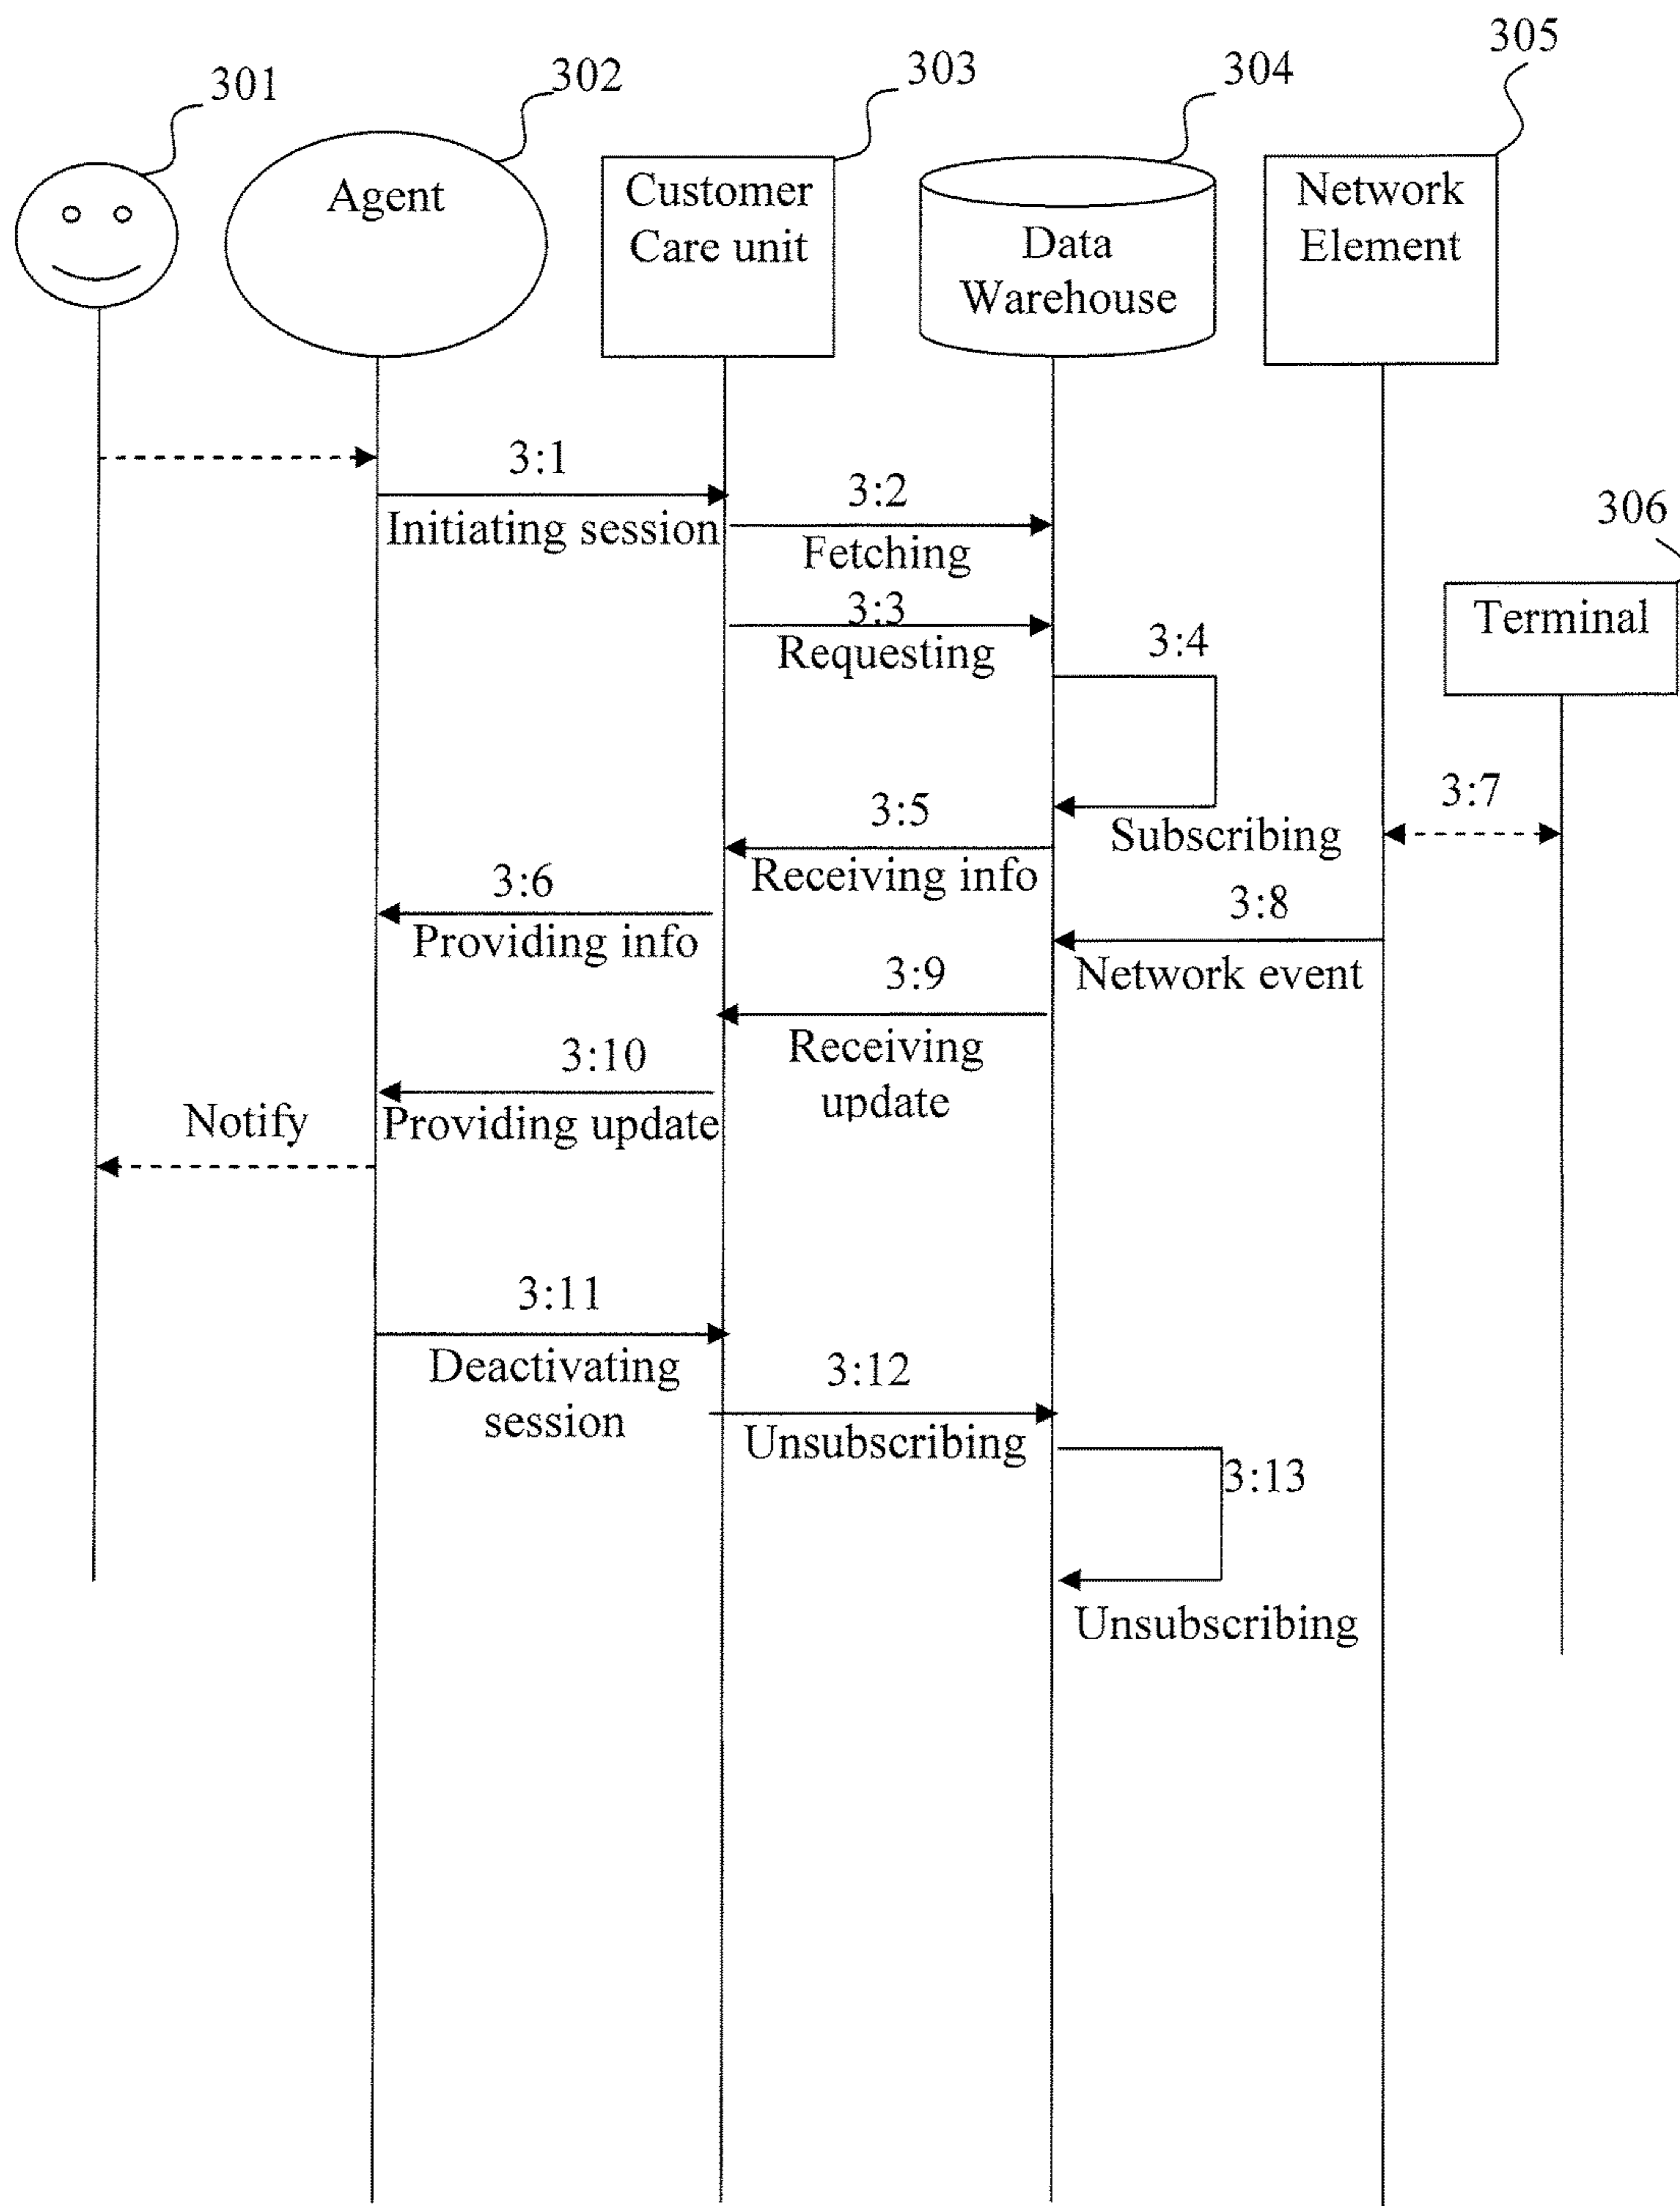 301
302
303
304
305
Agent
Customer
Care unit
Data
Warehouse
Network
Element
3:1
Initiating session
3:2
Fetching
306
Terminal
3:3
Requesting
3:4
Subscribing
3:7
3:5
Receiving info
3:6
Providing info
3:8
Network event
3:9
Receiving
update
3:10
Providing update
Notify
3:11
Deactivating
session
3:12
Unsubscribing
3:13
Unsubscribing